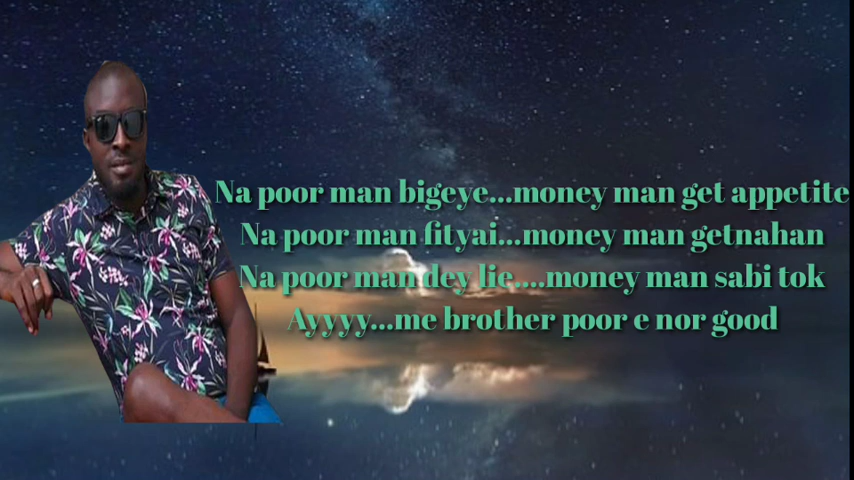 Na poor man bigeye...money man get appetite
Na poor man fityai...money man getnahan
Na poor man dey lie....money man sabi tok
Ayyyy...me brother poor e nor good